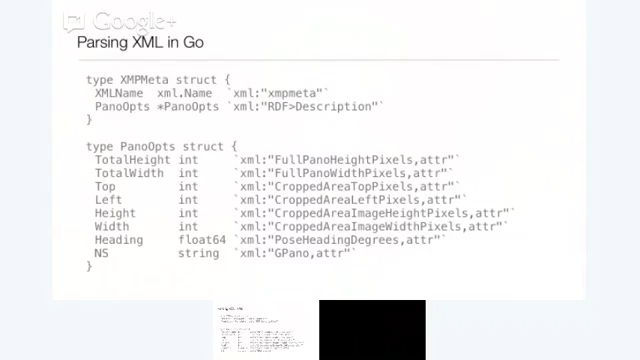 Google+
Parsing XML in Go
type XMPMeta struct {
XMLName xml.Name `xml:"xmpmeta"`
PanoOpts *PanoOpts `xml:"RDF>Description"`
}
type PanoOpts struct {
TotalHeight int `xml:"FullPanoHeightPixels,attr"`
TotalWidth int `xml:"FullPanoWidthPixels,attr"`
Top int `xml:"CroppedAreaTopPixels,attr"`
Left int `xml:"CroppedAreaLeftPixels,attr"`
Height int `xml:"CroppedAreaImageHeightPixels,attr"`
Width int `xml:"CroppedAreaImageWidthPixels,attr"`
Heading float64 `xml:"PoseHeadingDegrees,attr"`
NS string `xml:"GPano,attr"`
}